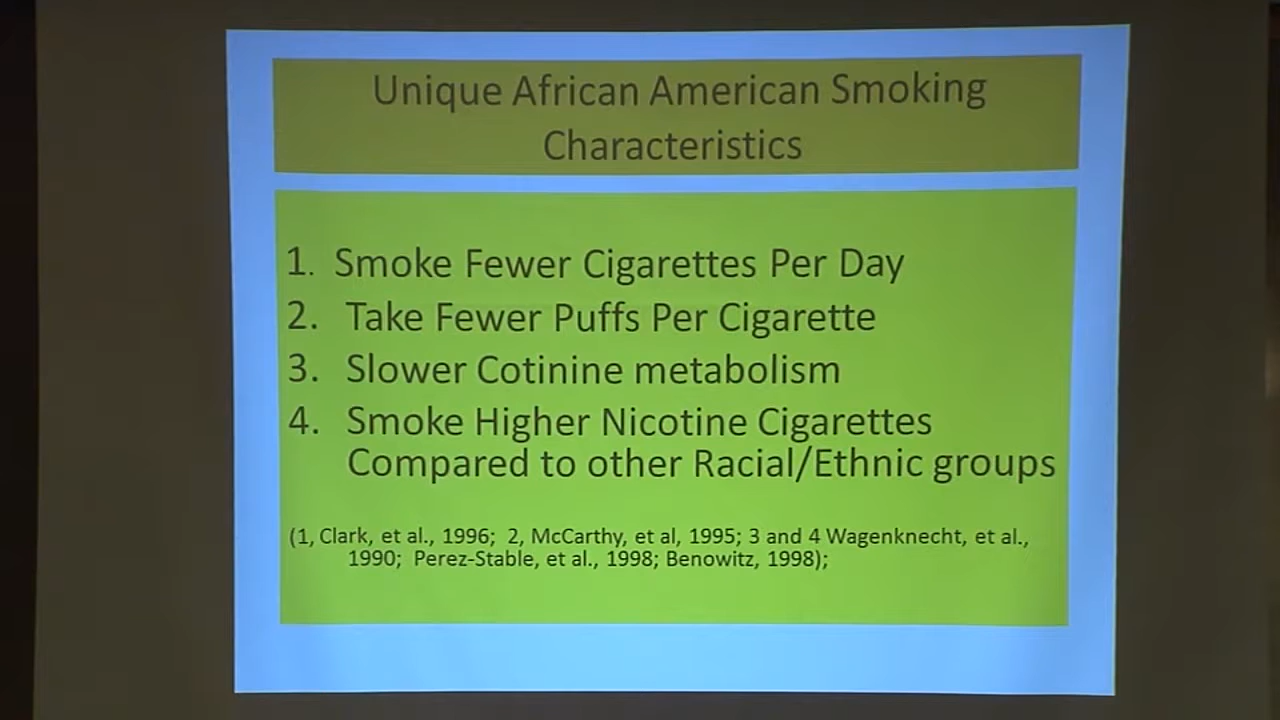 Unique African American Smoking
Characteristics
1. Smoke Fewer Cigarettes Per Day
2. Take Fewer Puffs Per Cigarette
3. Slower Cotinine metabolism
4. Smoke Higher Nicotine Cigarettes
Compared to other Racial/Ethnic groups
(1, Clark, et al., 1996; 2, McCarthy, et al, 1995; 3 and 4 Wagenknecht, et al.,
1990; Perez-Stable, et al., 1998; Benowitz, 1998);